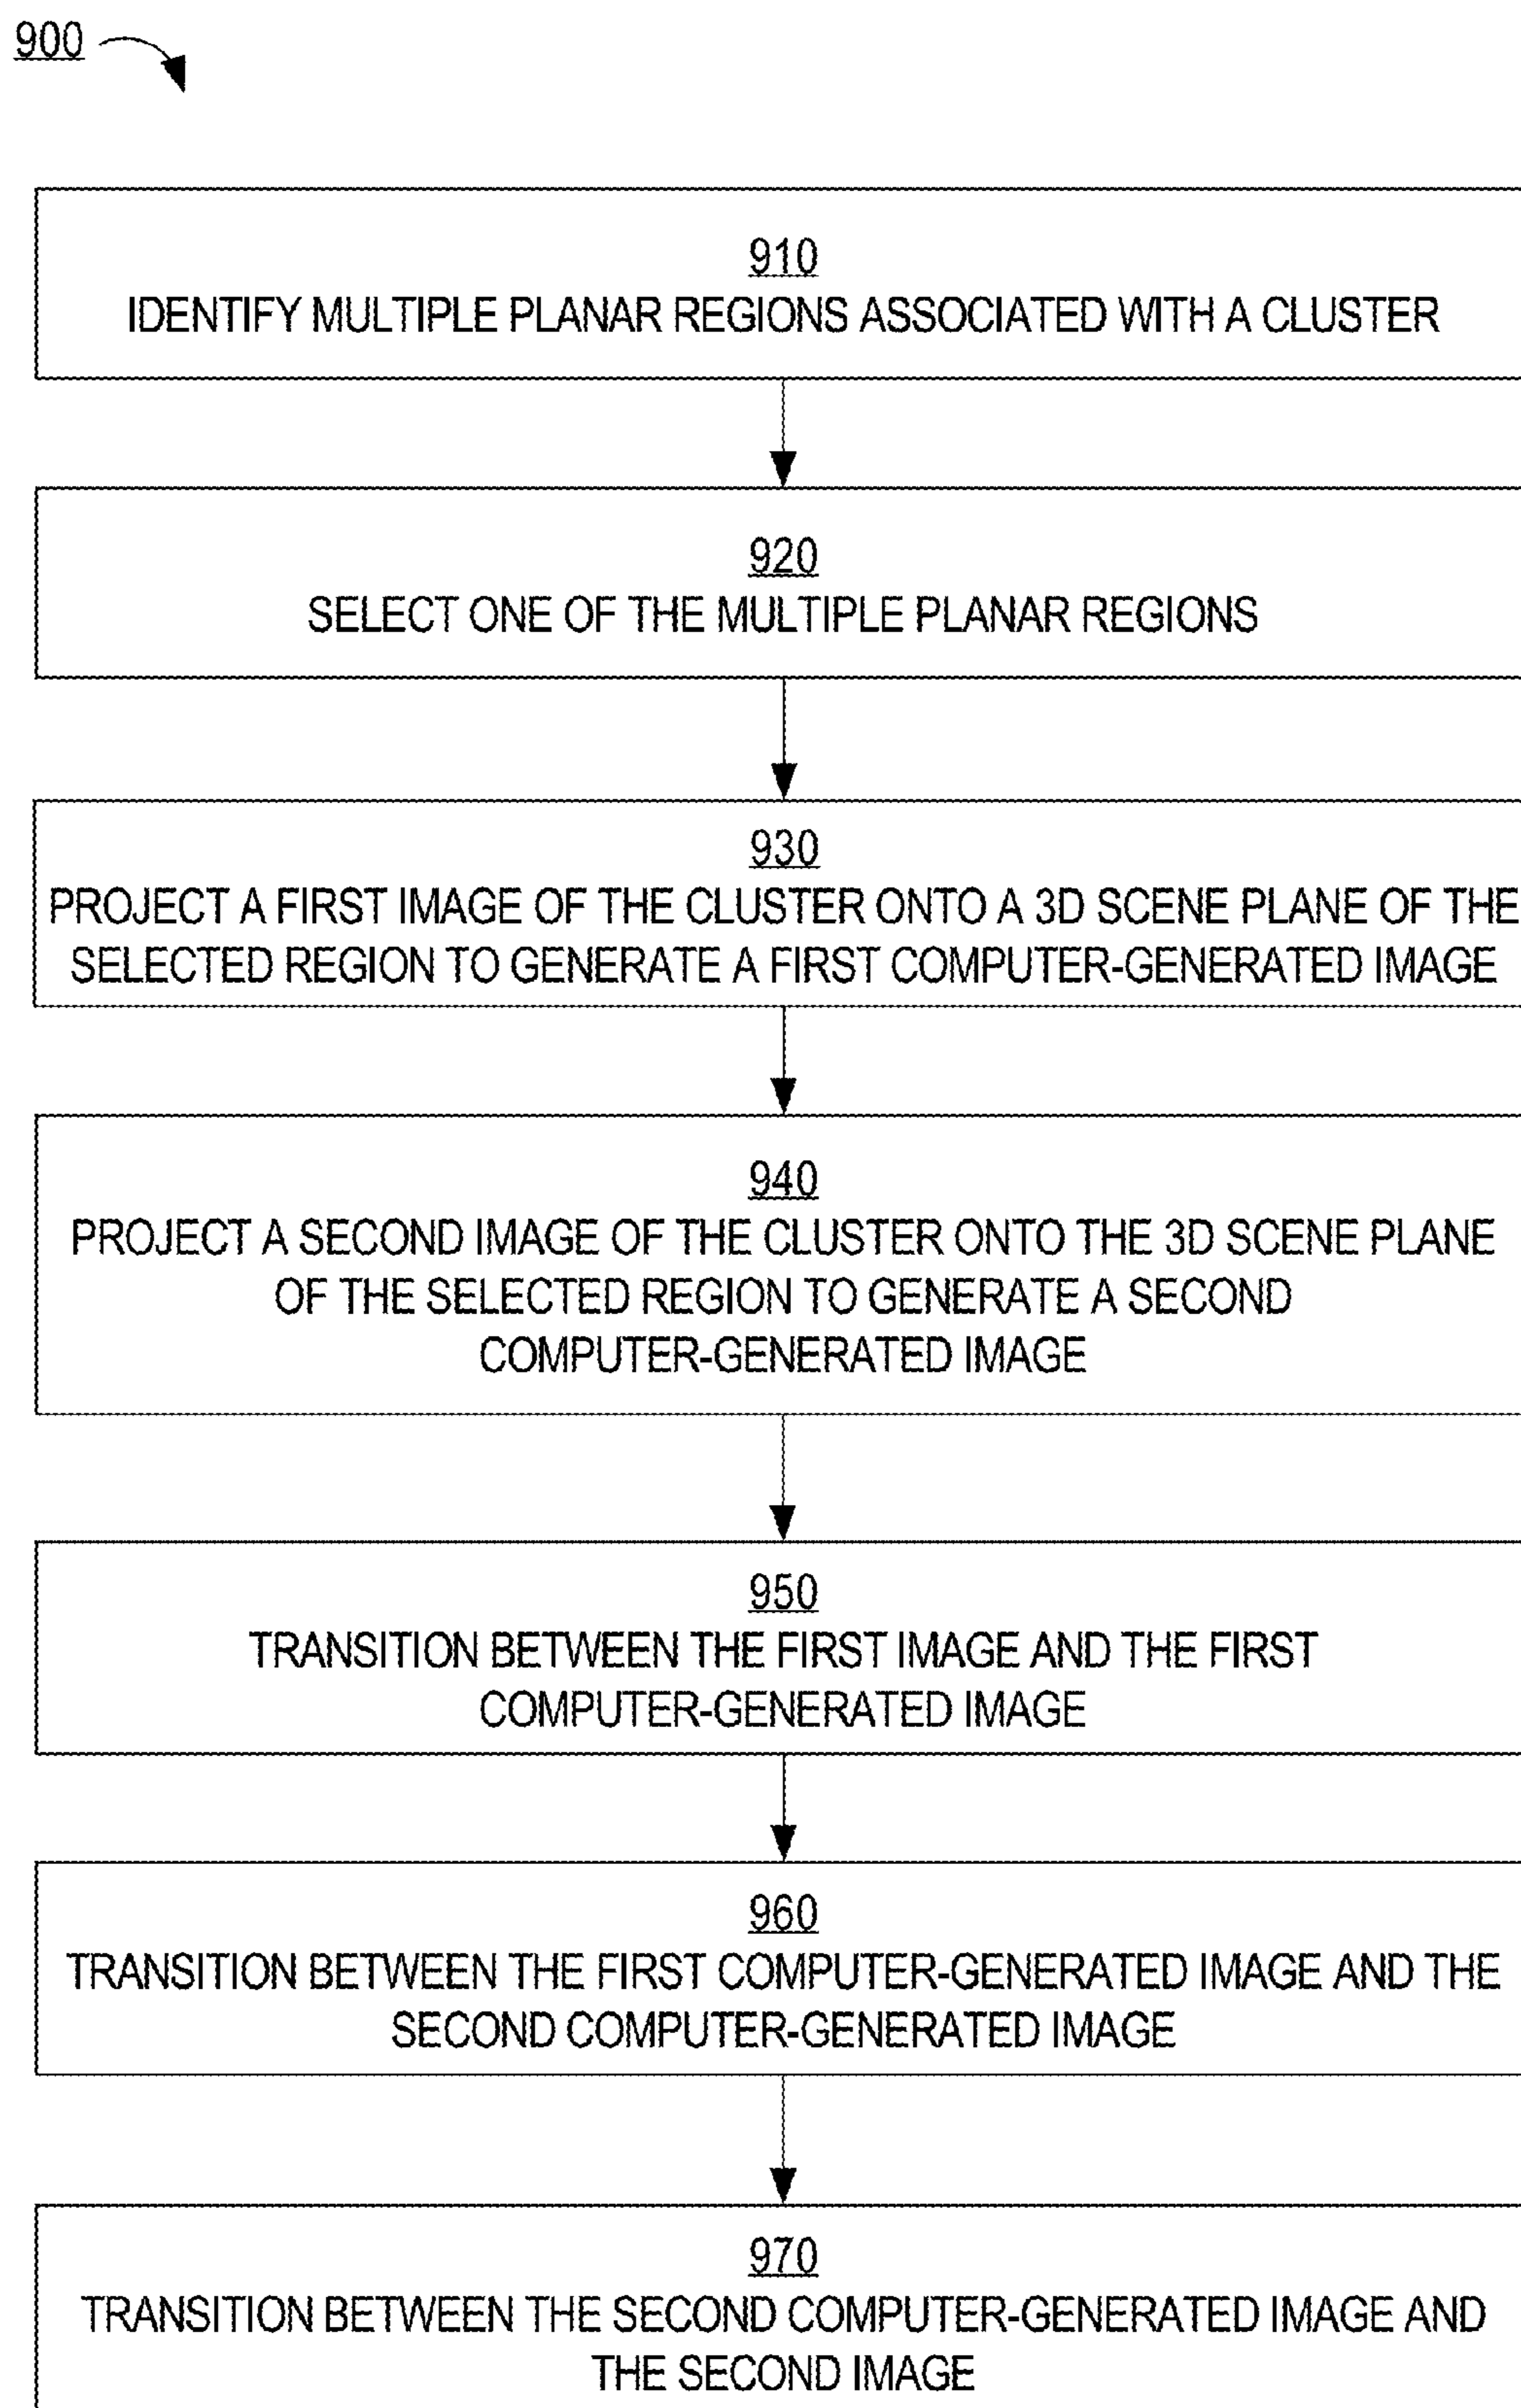 900
910
IDENTIFY MULTIPLE PLANAR REGIONS ASSOCIATED WITH A CLUSTER
920
SELECT ONE OF THE MULTIPLE PLANAR REGIONS
930
PROJECT A FIRST IMAGE OF THE CLUSTER ONTO A 3D SCENE PLANE OF THE
SELECTED REGION TO GENERATE A FIRST COMPUTER-GENERATED IMAGE
940
PROJECT A SECOND IMAGE OF THE CLUSTER ONTO THE 3D SCENE PLANE
OF THE SELECTED REGION TO GENERATE A SECOND
COMPUTER-GENERATED IMAGE
950
TRANSITION BETWEEN THE FIRST IMAGE AND THE FIRST
COMPUTER-GENERATED IMAGE
960
TRANSITION BETWEEN THE FIRST COMPUTER-GENERATED IMAGE AND THE
SECOND COMPUTER-GENERATED IMAGE
970
TRANSITION BETWEEN THE SECOND COMPUTER-GENERATED IMAGE AND
THE SECOND IMAGE